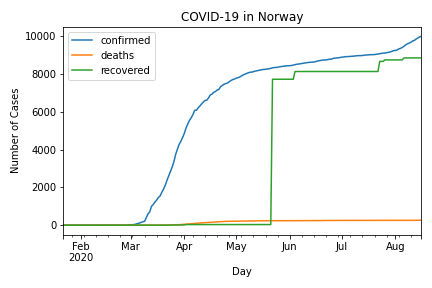 COVID-19 in Norway
confirmed
deaths
recovered
Number of Cases
10000
8000
6000
4000
2000
0
Feb Mar Apr May Jun Jul Aug
2020
Day